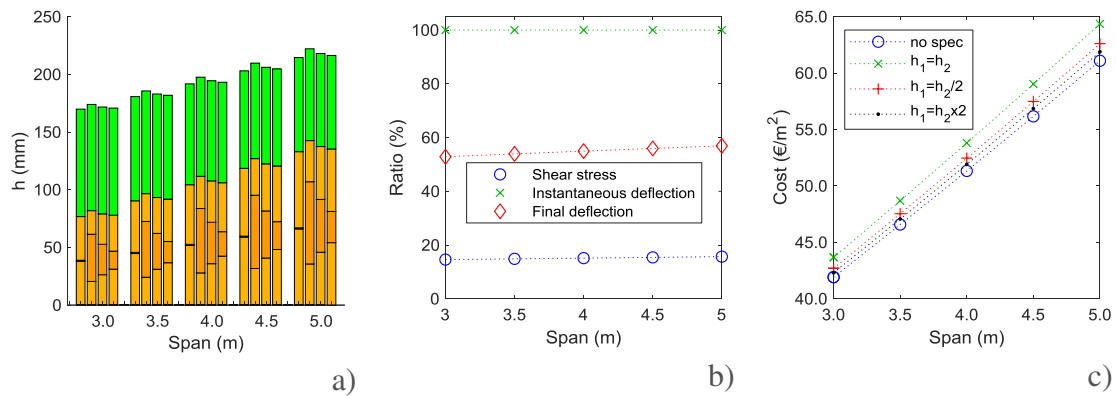 250
200
150
100
50
0
h (mm)
3.0 3.5 4.0 4.5 5.0
Span (m)
a)
100
80
60
40
20
0
Ratio (%)
Shear stress
Instantaneous deflection
Final deflection
3 3.5 4 4.5 5
Span (m)
b)
65.0
60.0
55.0
50.0
45.0
40.0
Cost (€/m²)
no spec
h₁=h₂
h₁=h₂/2
h₁=h₂x2
3.0 3.5 4.0 4.5 5.0
Span (m)
c)